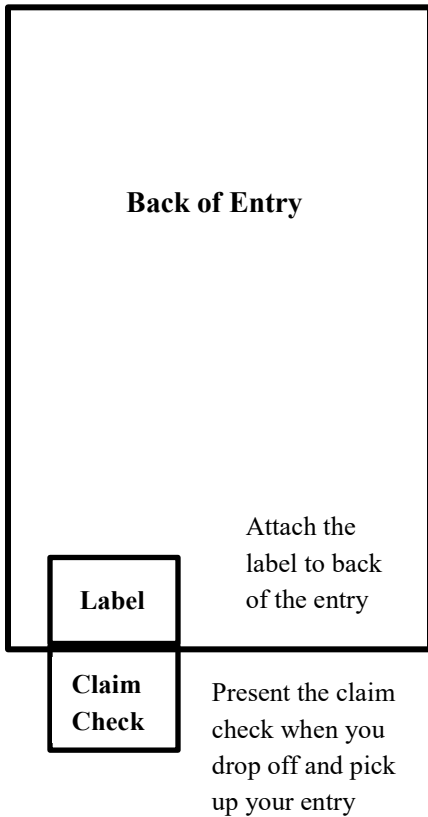 Back of Entry
Attach the
label to back
of the entry
Label
Claim
Check
Present the claim
check when you
drop off and pick
up your entry